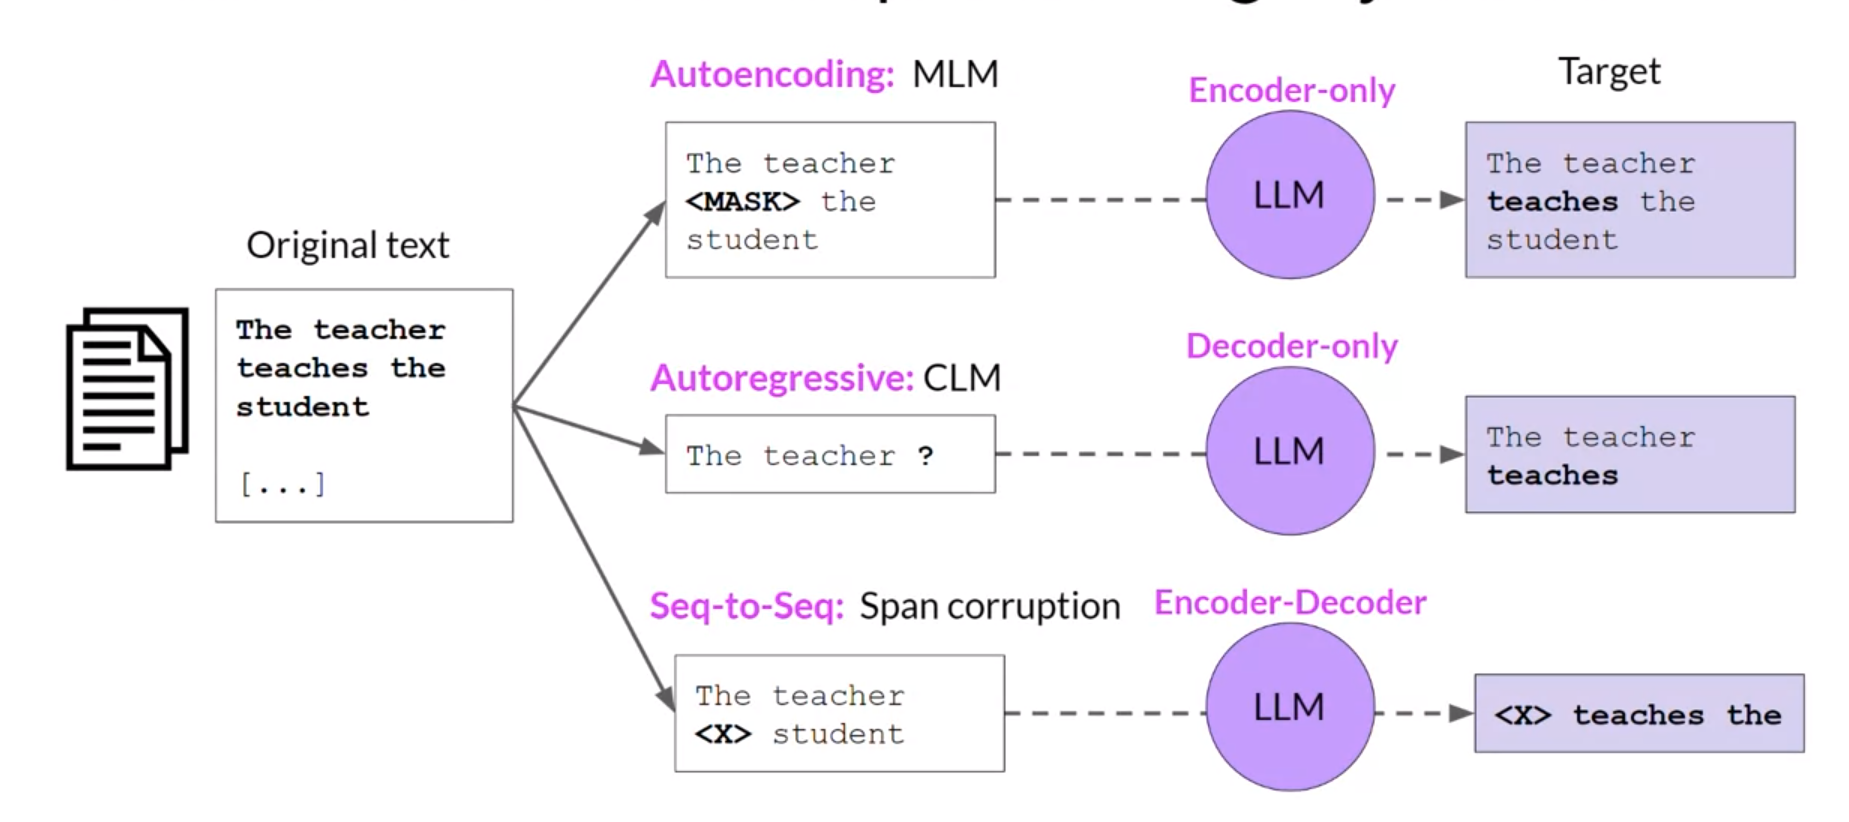 Original text
The teacher
teaches the
student
[...]
Autoencoding: MLM
The teacher
<MASK> the
student
Encoder-only
LLM
Target
The teacher
teaches the
student
Autoregressive: CLM
The teacher ?
Decoder-only
LLM
The teacher
teaches
Seq-to-Seq: Span corruption
The teacher
<X> student
Encoder-Decoder
LLM
<X> teaches the